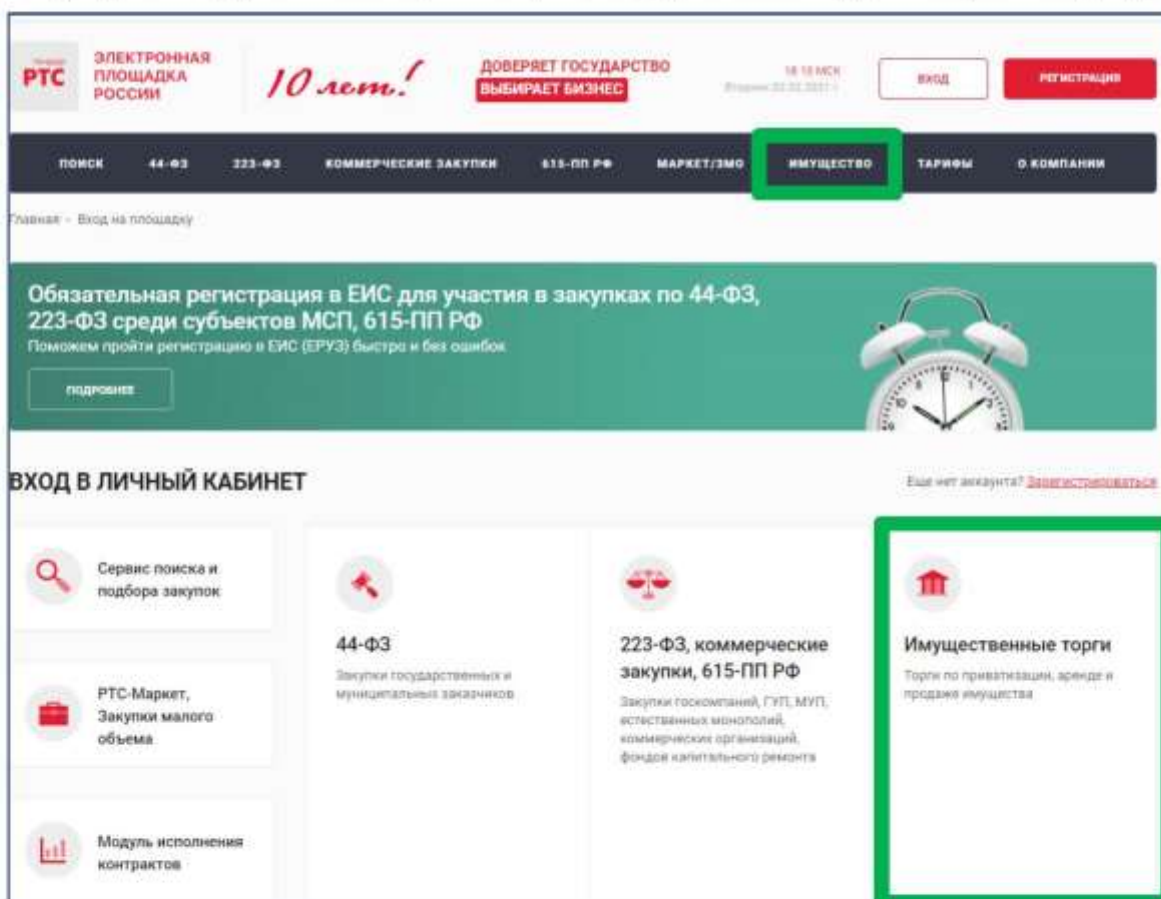 РТС
ЭЛЕКТРОННАЯ
ПЛОЩАДКА
РОССИИ
10 лет!
ДОВЕРЯЕТ ГОСУДАРСТВО
ВЫБИРАЕТ БИЗНЕС
ВХОД
РЕГИСТРАЦИЯ
ПОИСК 44-ФЗ 223-ФЗ КОММЕРЧЕСКИЕ ЗАКУПКИ 615-ПП РФ МАРКЕТ/ЗМО ИМУЩЕСТВО ТАРИФЫ О КОМПАНИИ
Главная - Вход на площадку
Обязательная регистрация в ЕИС для участия в закупках по 44-ФЗ,
223-ФЗ среди субъектов МСП, 615-ПП РФ
Поможем пройти регистрацию в ЕИС (ЕРУЗ) быстро и без ошибок
ПОДРОБНЕЕ
ВХОД В ЛИЧНЫЙ КАБИНЕТ
Еще нет аккаунта? Зарегистрироваться
Сервис поиска и
подбора закупок
РТС-Маркет,
Закупки малого
объема
Модуль исполнения
контрактов
44-ФЗ
Закупки государственных и
муниципальных заказчиков
223-ФЗ, коммерческие
закупки, 615-ПП РФ
Закупки госкомпаний, ГУП, МУП,
естественных монополий,
коммерческих организаций,
фондов капитального ремонта
Имущественные торги
Торги по приватизации, аренде и
продаже имущества